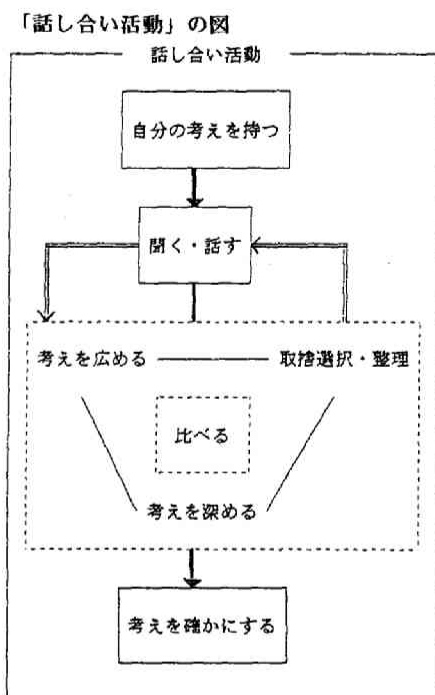 「話し合い活動」の図
話し合い活動
自分の考えを持つ
聞く・話す
考えを広める
取捨選択・整理
比べる
考えを深める
考えを確かにする